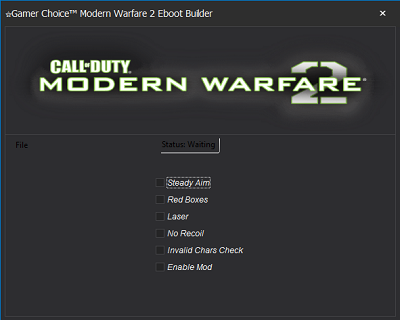 ☆Gamer Choice™ Modern Warfare 2 Eboot Builder
CALL OF DUTY
MODERN WARFARE 2
File
Status: Waiting
Steady Aim
Red Boxes
Laser
No Recoil
Invalid Chars Check
Enable Mod